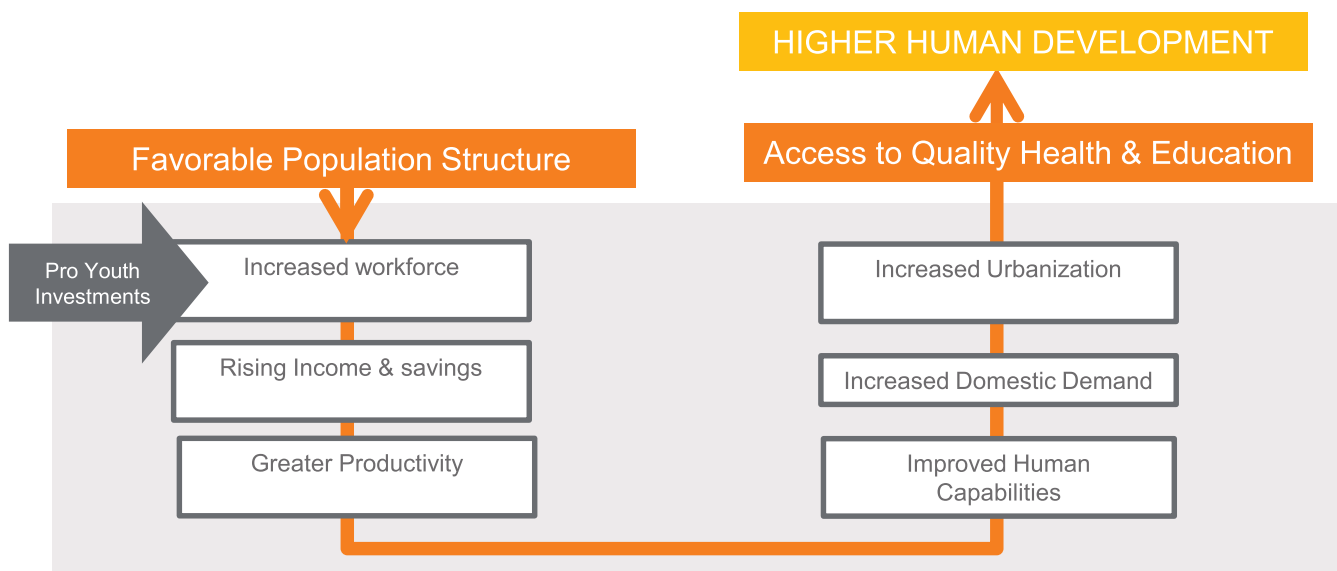 HIGHER HUMAN DEVELOPMENT
Favorable Population Structure
Access to Quality Health & Education
Pro Youth
Investments
Increased workforce
Rising Income & savings
Greater Productivity
Increased Urbanization
Increased Domestic Demand
Improved Human
Capabilities